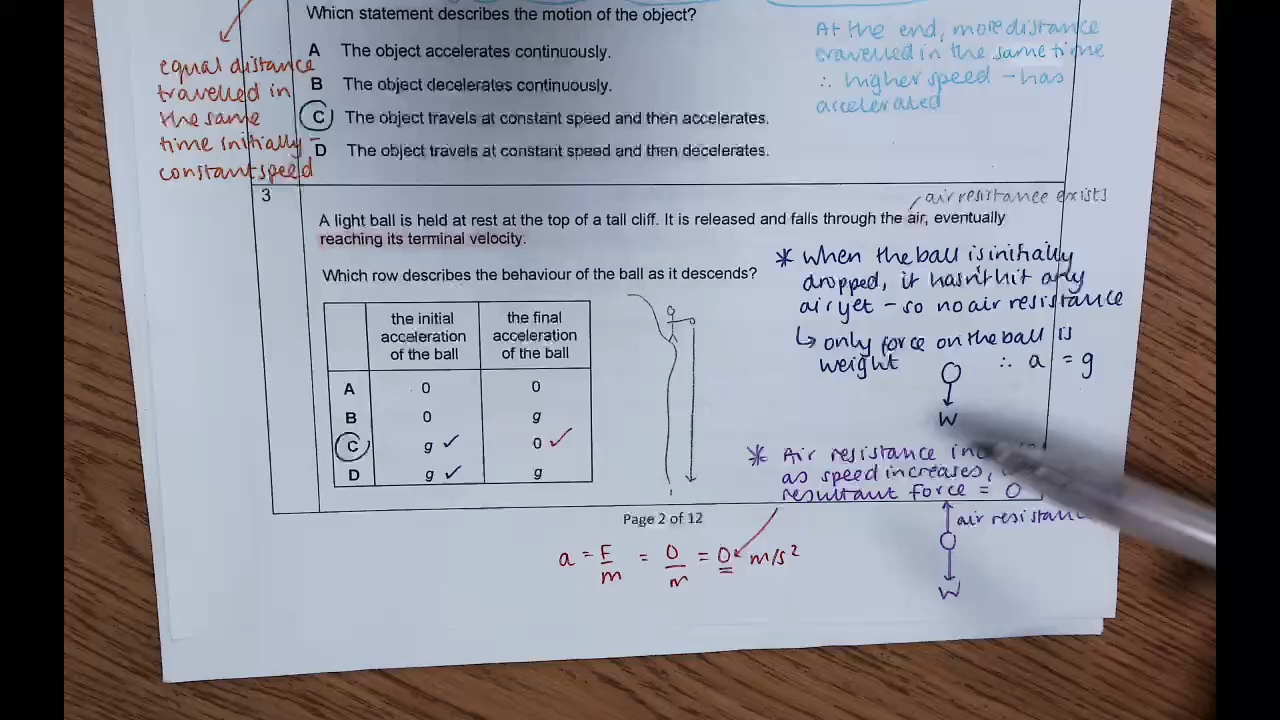 Which statement describes the motion of the object?
A The object accelerates continuously.
B The object decelerates continuously.
C The object travels at constant speed and then accelerates.
D The object travels at constant speed and then decelerates.
equal distance
travelled in
the same
time initially -
constant speed
At the end, more distance
travelled in the same time
∴ higher speed - has
accelerated
3
air resistance exists
A light ball is held at rest at the top of a tall cliff. It is released and falls through the air, eventually
reaching its terminal velocity.
Which row describes the behaviour of the ball as it descends?
the initial acceleration of the ball
the final acceleration of the ball
A 0 0
B 0 g
C g ✓ 0 ✓
D g ✓ g
* When the ball is initially
dropped, it hasn't hit any
air yet - so no air resistance
↳ only force on the ball is
weight ∴ a = g
W
* Air resistance
as speed increases,
resultant force = 0
air resistance
W
Page 2 of 12
a = F/m = 0/m = 0 m/s²